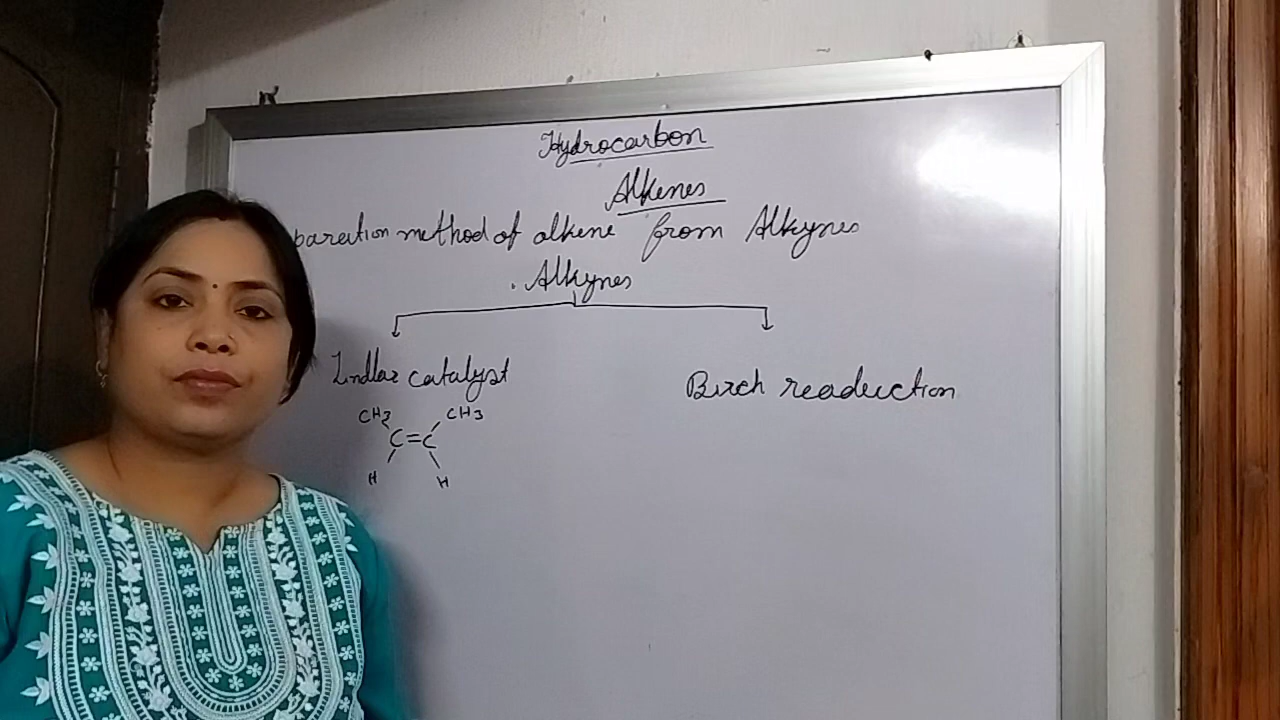 Hydrocarbon
Alkenes
paration method of alkene from Alkynes
. Alkynes
Lindlar catalyst
Birch readuction
CH3 CH3
C=C
H H